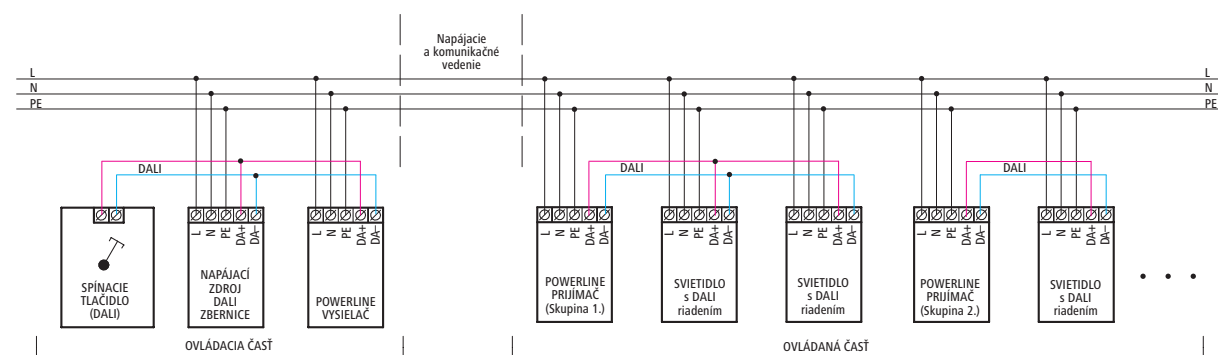 Napájacie
a komunikačné
vedenie
L
N
PE
L
N
PE
DALI
DALI
DALI
SPÍNACIE
TLAČIDLO
(DALI)
L
N
PE
DA+
DA−
NAPÁJACÍ
ZDROJ
DALI
ZBERNICE
L
N
PE
DA+
DA−
POWERLINE
VYSIELAČ
L
N
PE
DA+
DA−
POWERLINE
PRIJÍMAČ
(Skupina 1.)
L
N
PE
DA+
DA−
SVIETIDLO
s DALI
riadením
L
N
PE
DA+
DA−
SVIETIDLO
s DALI
riadením
L
N
PE
DA+
DA−
POWERLINE
PRIJÍMAČ
(Skupina 2.)
L
N
PE
DA+
DA−
SVIETIDLO
s DALI
riadením
• • •
OVLÁDACIA ČASŤ
OVLÁDANÁ ČASŤ